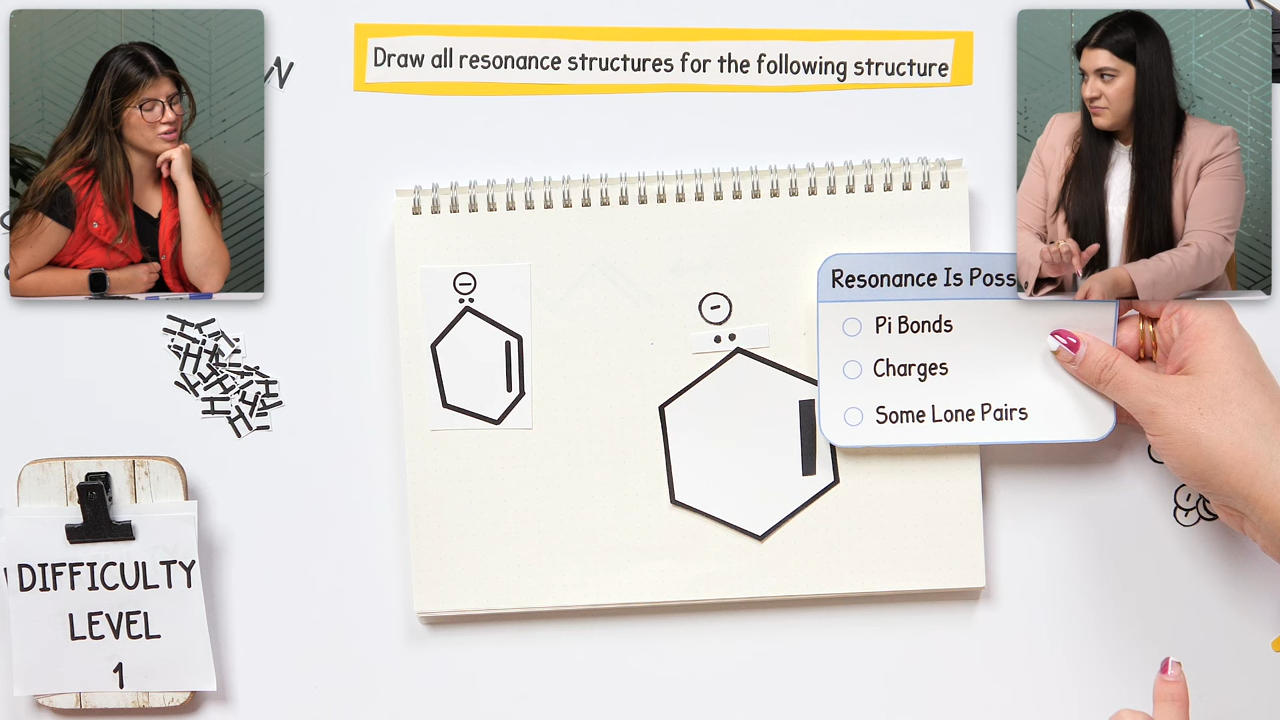 Draw all resonance structures for the following structure
Resonance Is Poss
Pi Bonds
Charges
Some Lone Pairs
DIFFICULTY
LEVEL
1